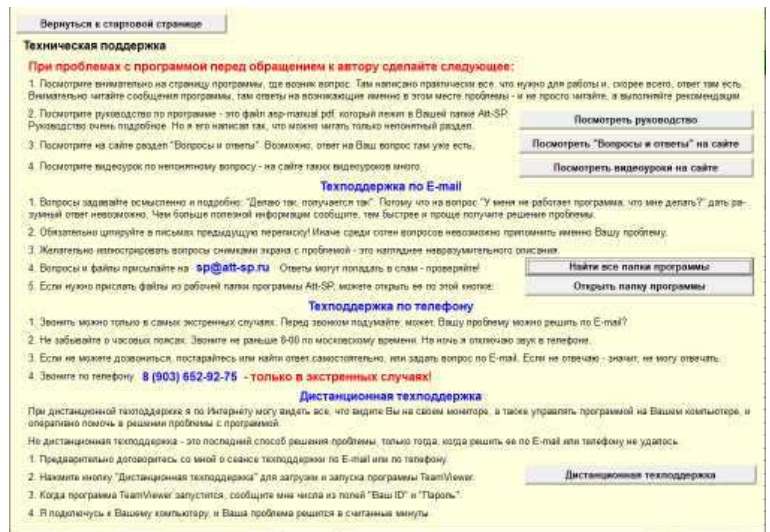 Вернуться к стартовой странице
Техническая поддержка
При проблемах с программой перед обращением к автору сделайте следующее:
1. Посмотрите внимательно на страницу программы, где возник вопрос. Там написано практически все, что нужно для работы и, скорее всего, ответ там есть.
Внимательно читайте сообщения программы, там ответы на возникающие именно в этом месте проблемы - и не просто читайте, а выполняйте рекомендации.
2. Посмотрите руководство по программе - это файл asp-manual.pdf, который лежит в Вашей папке Att-SP.
Руководство очень подробное. Но я его написал так, что можно читать только непонятный раздел.
Посмотреть руководство
3. Посмотрите на сайте раздел "Вопросы и ответы". Возможно, ответ на Ваш вопрос там уже есть.
Посмотреть "Вопросы и ответы" на сайте
4. Посмотрите видеоурок по непонятному вопросу - на сайте таких видеоуроков много.
Посмотреть видеоуроки на сайте
Техподдержка по E-mail
1. Вопросы задавайте осмысленно и подробно: "Делаю так, получается так". Потому что на вопрос "У меня не работает программа, что мне делать?" дать ра-
зумный ответ невозможно. Чем больше полезной информации сообщите, тем быстрее и проще получите решение проблемы.
2. Обязательно цитируйте в письмах предыдущую переписку! Иначе среди сотен вопросов невозможно припомнить именно Вашу проблему.
3. Желательно иллюстрировать вопросы снимками экрана с проблемой - это нагляднее невразумительного описания.
4. Вопросы и файлы присылайте на sp@att-sp.ru Ответы могут попадать в спам - проверяйте!
Найти все папки программы
5. Если нужно прислать файлы из рабочей папки программы Att-SP, можете открыть ее по этой кнопке:
Открыть папку программы
Техподдержка по телефону
1. Звонить можно только в самых экстренных случаях. Перед звонком подумайте: может, Вашу проблему можно решить по E-mail?
2. Не забывайте о часовых поясах. Звоните не раньше 8-00 по московскому времени. На ночь я отключаю звук в телефоне.
3. Если не можете дозвониться, постарайтесь или найти ответ самостоятельно, или задать вопрос по E-mail. Если не отвечаю - значит, не могу отвечать.
4. Звоните по телефону 8 (903) 652-92-75 - только в экстренных случаях!
Дистанционная техподдержка
При дистанционной техподдержке я по Интернету могу видеть все, что видите Вы на своем мониторе, а также управлять программой на Вашем компьютере, и
оперативно помочь в решении проблемы с программой.
Но дистанционная техподдержка - это последний способ решения проблемы, только тогда, когда решить ее по E-mail или телефону не удалось.
1. Предварительно договоритесь со мной о сеансе техподдержки по E-mail или по телефону.
2. Нажмите кнопку "Дистанционная техподдержка" для загрузки и запуска программы TeamViewer.
Дистанционная техподдержка
3. Когда программа TeamViewer запустится, сообщите мне числа из полей "Ваш ID" и "Пароль".
4. Я подключусь к Вашему компьютеру, и Ваша проблема решится в считанные минуты.